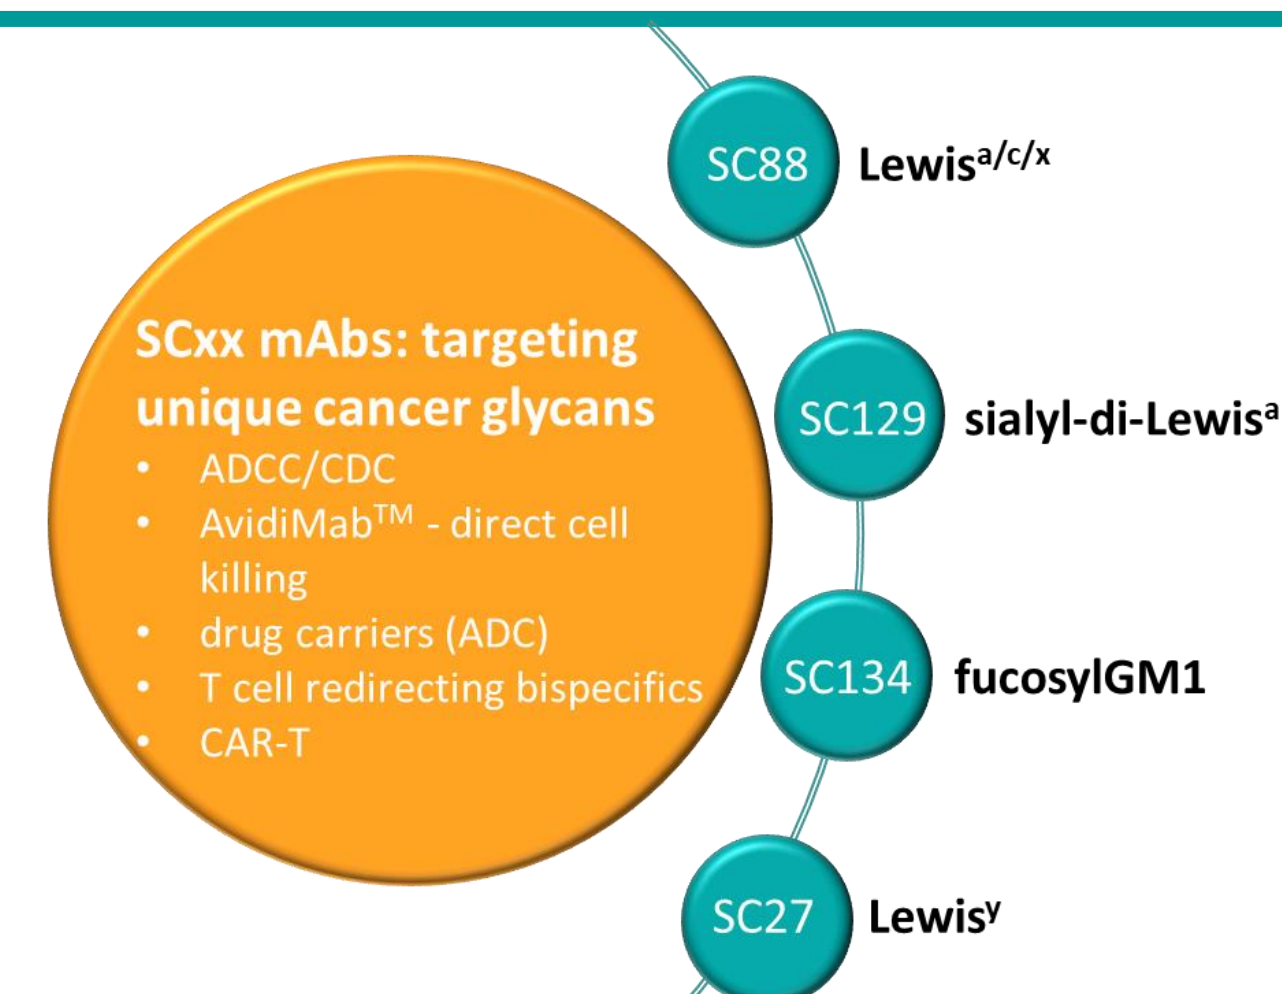 SCxx mAbs: targeting
unique cancer glycans
• ADCC/CDC
• AvidiMab™ - direct cell
killing
• drug carriers (ADC)
• T cell redirecting bispecifics
• CAR-T
SC88 Lewisᵃ/ᶜ/ˣ
SC129 sialyl-di-Lewisᵃ
SC134 fucosylGM1
SC27 Lewisʸ